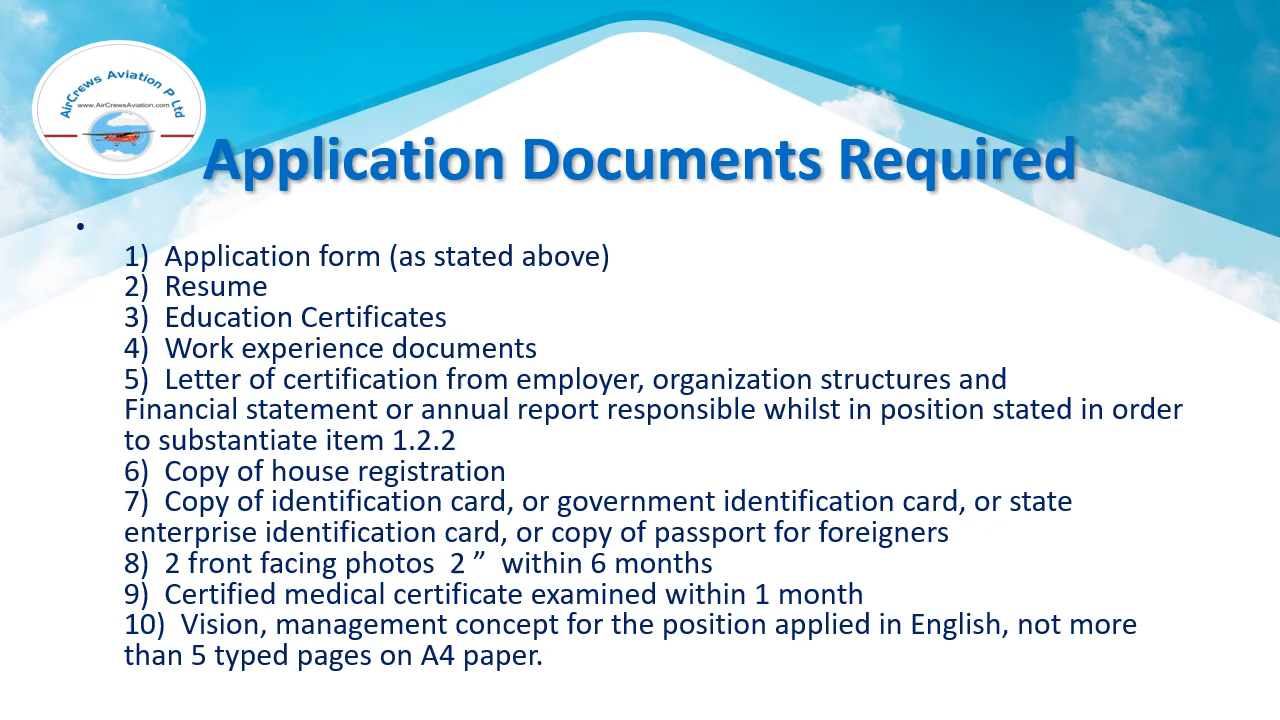 AirCrews Aviation P Ltd
www.AirCrewsAviation.com
Application Documents Required
•
1)  Application form (as stated above)
2)  Resume
3)  Education Certificates
4)  Work experience documents
5)  Letter of certification from employer, organization structures and
Financial statement or annual report responsible whilst in position stated in order
to substantiate item 1.2.2
6)  Copy of house registration
7)  Copy of identification card, or government identification card, or state
enterprise identification card, or copy of passport for foreigners
8)  2 front facing photos  2 ”  within 6 months
9)  Certified medical certificate examined within 1 month
10)  Vision, management concept for the position applied in English, not more
than 5 typed pages on A4 paper.